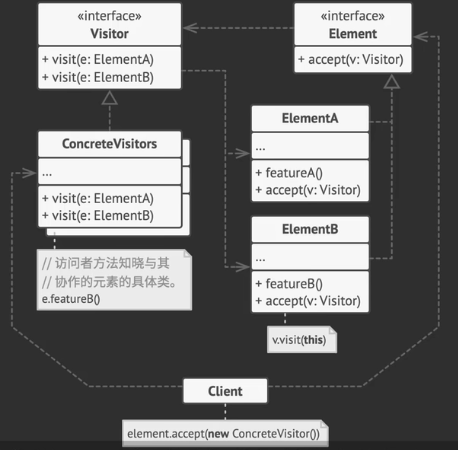 «interface»
Visitor
+ visit(e: ElementA)
+ visit(e: ElementB)
«interface»
Element
+ accept(v: Visitor)
ConcreteVisitors
...
+ visit(e: ElementA)
+ visit(e: ElementB)
// 访问者方法知晓与其
// 协作的元素的具体类。
e.featureB()
ElementA
...
+ featureA()
+ accept(v: Visitor)
ElementB
...
+ featureB()
+ accept(v: Visitor)
v.visit(this)
Client
element.accept(new ConcreteVisitor())